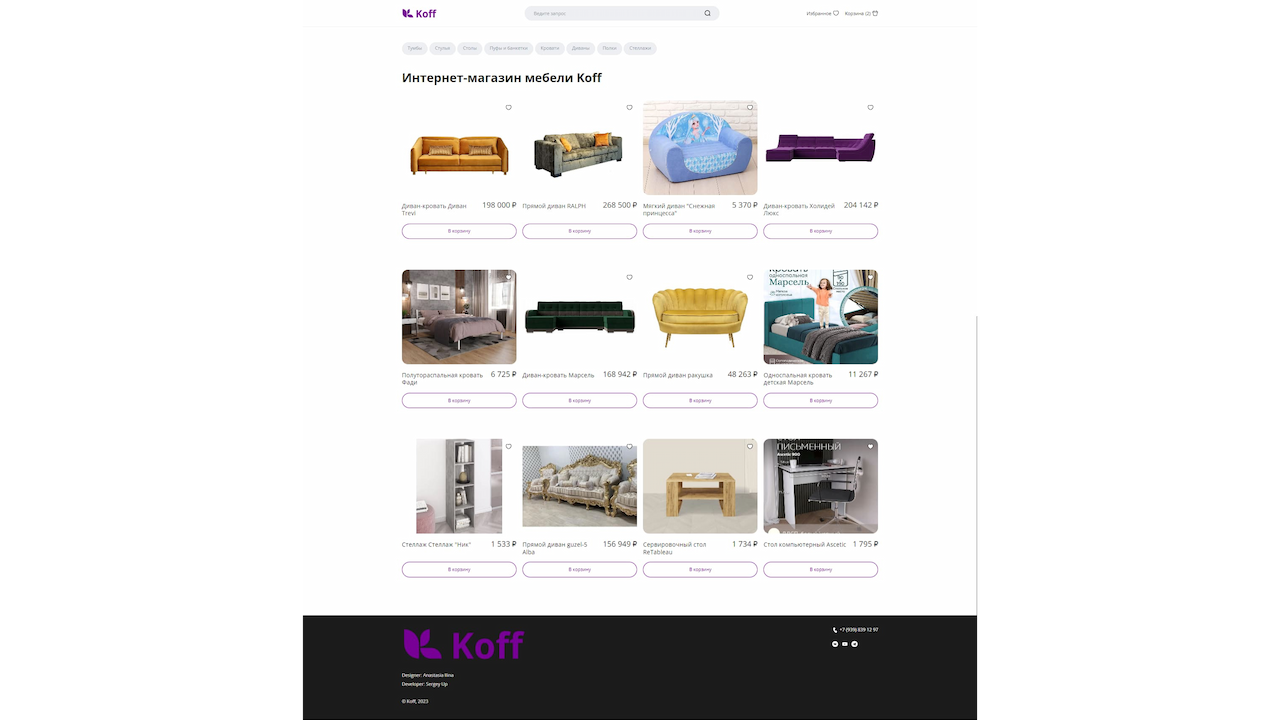 Koff
Введите запрос
Избранное
Корзина (2)
Тумбы
Стулья
Столы
Пуфы и банкетки
Кровати
Диваны
Полки
Стеллажи
Интернет-магазин мебели Koff
Диван-кровать Диван Trevi
198 000 ₽
Прямой диван RALPH
268 500 ₽
Мягкий диван "Снежная принцесса"
5 370 ₽
Диван-кровать Холидей Люкс
204 142 ₽
В корзину
В корзину
В корзину
В корзину
Кровать
односпальная
Марсель
Полутораспальная кровать Фади
6 725 ₽
Диван-кровать Марсель
168 942 ₽
Прямой диван ракушка
48 263 ₽
Односпальная кровать детская Марсель
11 267 ₽
В корзину
В корзину
В корзину
В корзину
СТОЛ
ПИСЬМЕННЫЙ
Ascetic 900
Стеллаж Стеллаж "Ник"
1 533 ₽
Прямой диван guzel-5 Alba
156 949 ₽
Сервировочный стол ReTableau
1 734 ₽
Стол компьютерный Ascetic
1 795 ₽
В корзину
В корзину
В корзину
В корзину
Koff
+7 (939) 839 12 97
Designer: Anastasia Ilina
Developer: Sergey Up
© Koff, 2023